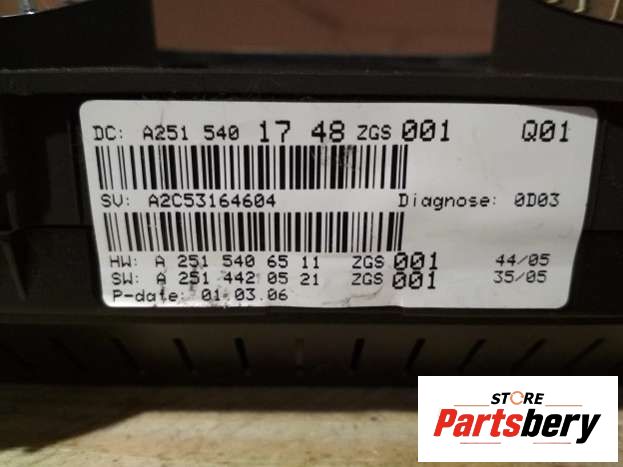 DC: A251 540 17 48 ZGS 001 Q01
SV: A2C53164604 Diagnose: 0D03
HW: A 251 540 65 11 ZGS 001 44/05
SW: A 251 442 05 21 ZGS 001 35/05
P-date: 01.03.06
STORE
Partsbery